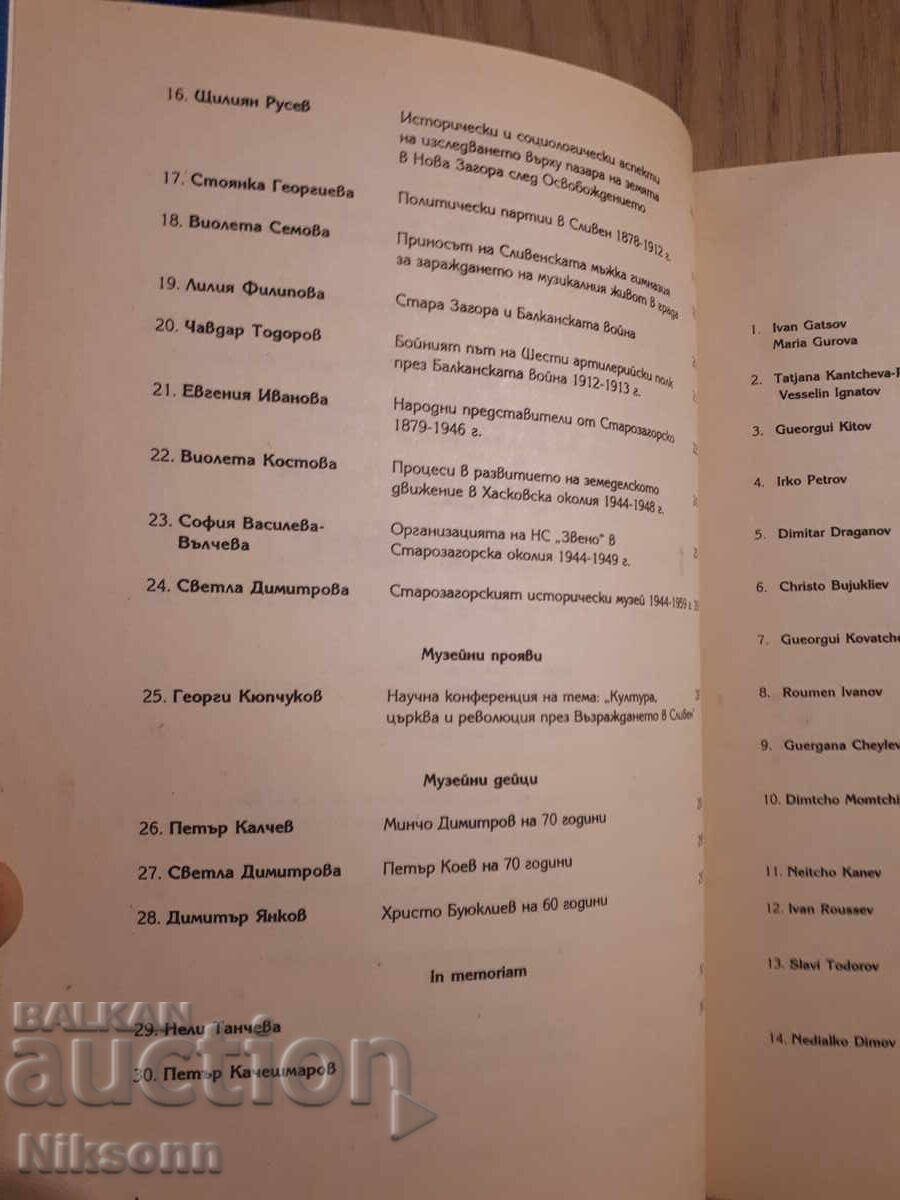 16. Щилиян Русев
Исторически и социологически аспекти
на изследването върху пазара на земята
в Нова Загора след Освобождението
17. Стоянка Георгиева
Политически партии в Сливен 1878-1912 г.
18. Виолета Семова
Приносът на Сливенската мъжка гимназия
за зараждането на музикалния живот в града
19. Лилия Филипова
Стара Загора и Балканската война
20. Чавдар Тодоров
Бойният път на Шести артилерийски полк
през Балканската война 1912-1913 г.
21. Евгения Иванова
Народни представители от Старозагорско
1879-1946 г.
22. Виолета Костова
Процеси в развитието на земеделското
движение в Хасковска околия 1944-1948 г.
23. София Василева-
Вълчева
Организацията на НС „Звено" в
Старозагорска околия 1944-1949 г.
24. Светла Димитрова
Старозагорският исторически музей 1944-1959 г.
Музейни прояви
25. Георги Кюпчуков
Научна конференция на тема: „Култура,
църква и революция през Възраждането в Сливен"
Музейни дейци
26. Петър Калчев
Минчо Димитров на 70 години
27. Светла Димитрова
Петър Коев на 70 години
28. Димитър Янков
Христо Буюклиев на 60 години
In memoriam
29. Нели Танчева
30. Петър Качешмаров
1. Ivan Gatsov
Maria Gurova
2. Tatjana Kantcheva-
Vesselin Ignatov
3. Gueorgui Kitov
4. Irko Petrov
5. Dimitar Draganov
6. Christo Bujukliev
7. Gueorgui Kovatche
8. Roumen Ivanov
9. Guergana Cheylev
10. Dimtcho Momtchi
11. Neitcho Kanev
12. Ivan Roussev
13. Slavi Todorov
14. Nedialko Dimov
BALKAN
auction
Niksonn